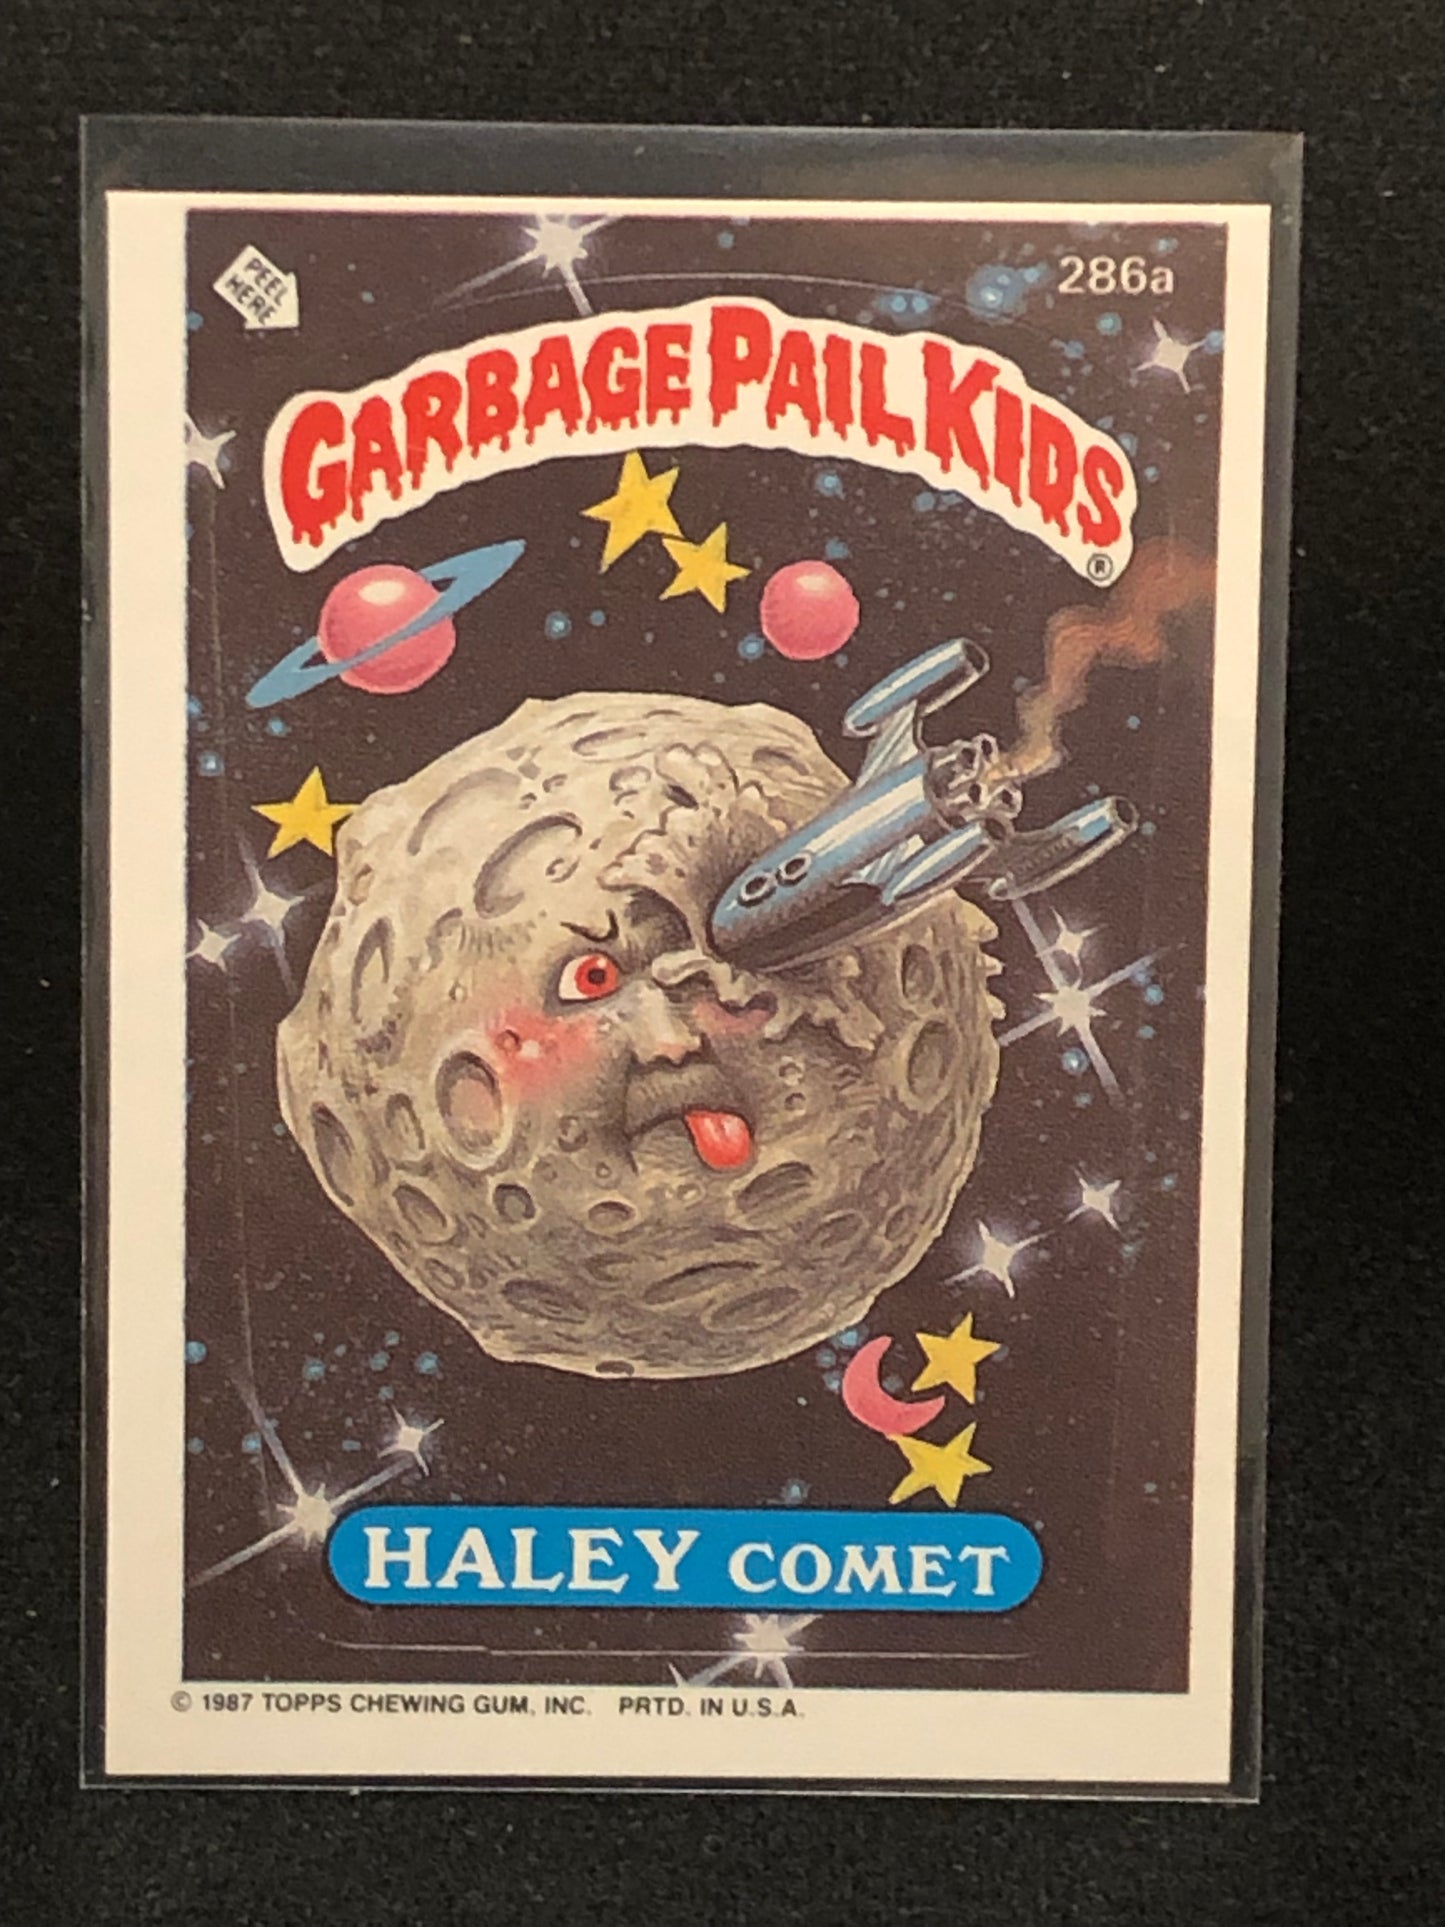 PEEL
HERE
286a
GARBAGE PAIL KIDS
®
HALEY COMET
© 1987 TOPPS CHEWING GUM, INC. PRTD. IN U.S.A.